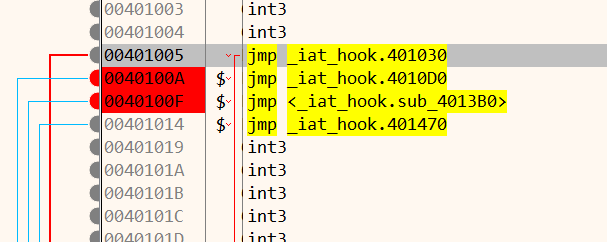 00401003 int3
00401004 int3
00401005 jmp _iat_hook.401030
0040100A $ jmp _iat_hook.4010D0
0040100F $ jmp <_iat_hook.sub_4013B0>
00401014 $ jmp _iat_hook.401470
00401019 int3
0040101A int3
0040101B int3
0040101C int3
0040101D int3